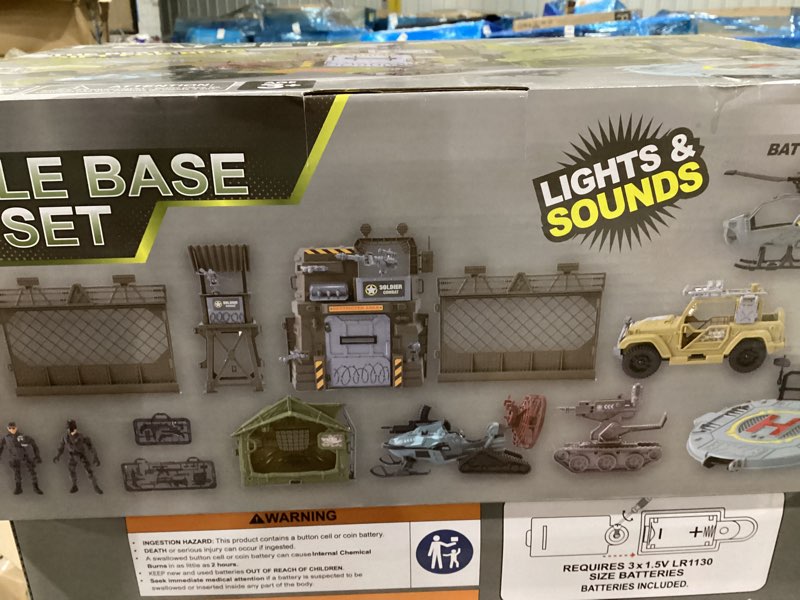 LE BASE
SET
LIGHTS &
SOUNDS
BAT
SOLDIER
SOLDIER
⚠WARNING
• INGESTION HAZARD: This product contains a button cell or coin battery.
• DEATH or serious injury can occur if ingested.
• A swallowed button cell or coin battery can cause Internal Chemical
Burns in as little as 2 hours.
• KEEP new and used batteries OUT OF REACH OF CHILDREN.
• Seek immediate medical attention if a battery is suspected to be
swallowed or inserted inside any part of the body.
REQUIRES 3 x 1.5V LR1130
SIZE BATTERIES
BATTERIES INCLUDED.